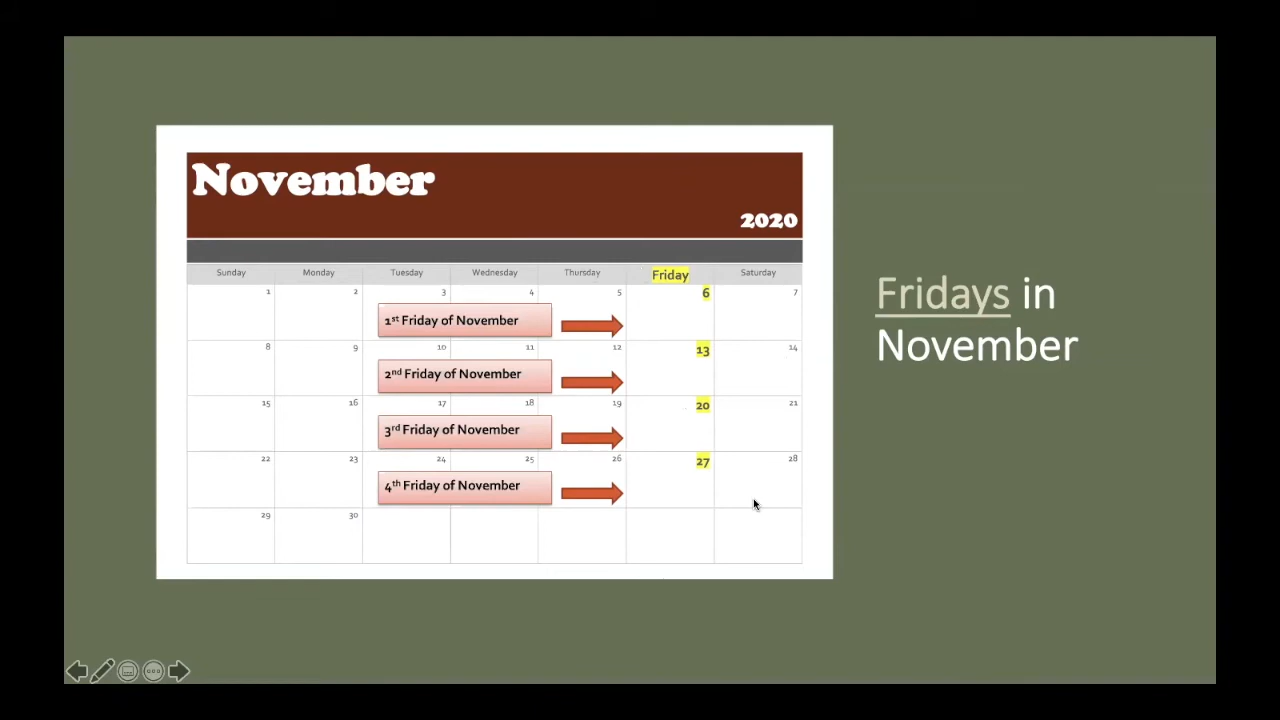 November
2020
Sunday Monday Tuesday Wednesday Thursday Friday Saturday
1 2 3 4 5 6 7
1st Friday of November
8 9 10 11 12 13 14
2nd Friday of November
15 16 17 18 19 20 21
3rd Friday of November
22 23 24 25 26 27 28
4th Friday of November
29 30
Fridays in
November